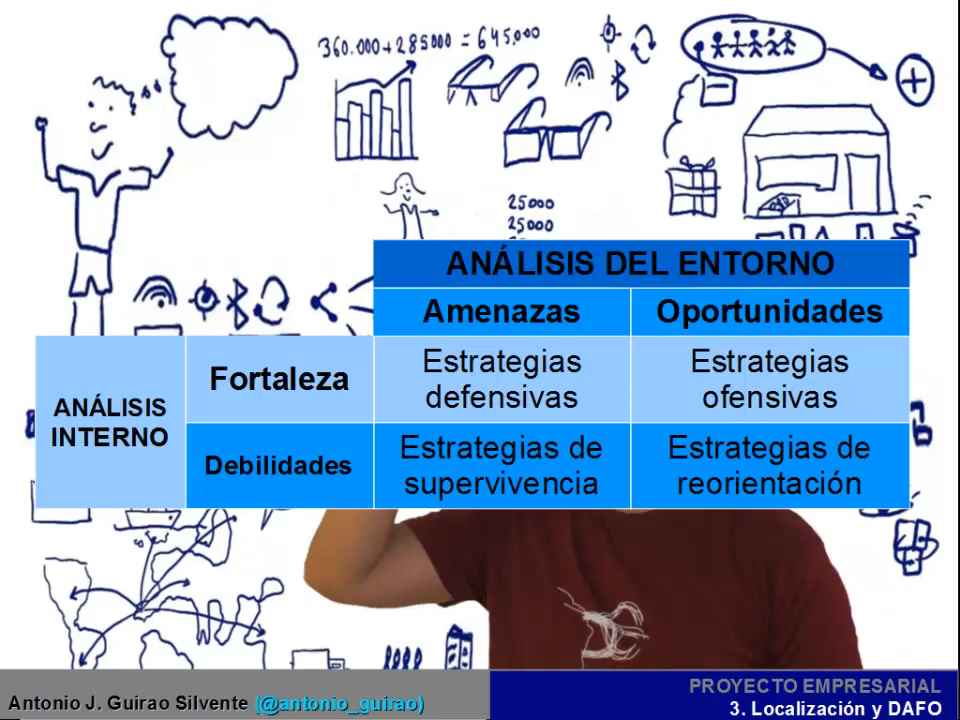 360.000+285000 = 645.000
25000
25000
ANÁLISIS DEL ENTORNO
Amenazas
Oportunidades
ANÁLISIS
INTERNO
Fortaleza
Estrategias
defensivas
Estrategias
ofensivas
Debilidades
Estrategias de
supervivencia
Estrategias de
reorientación
Antonio J. Guirao Silvente (@antonio_guirao)
PROYECTO EMPRESARIAL
3. Localización y DAFO